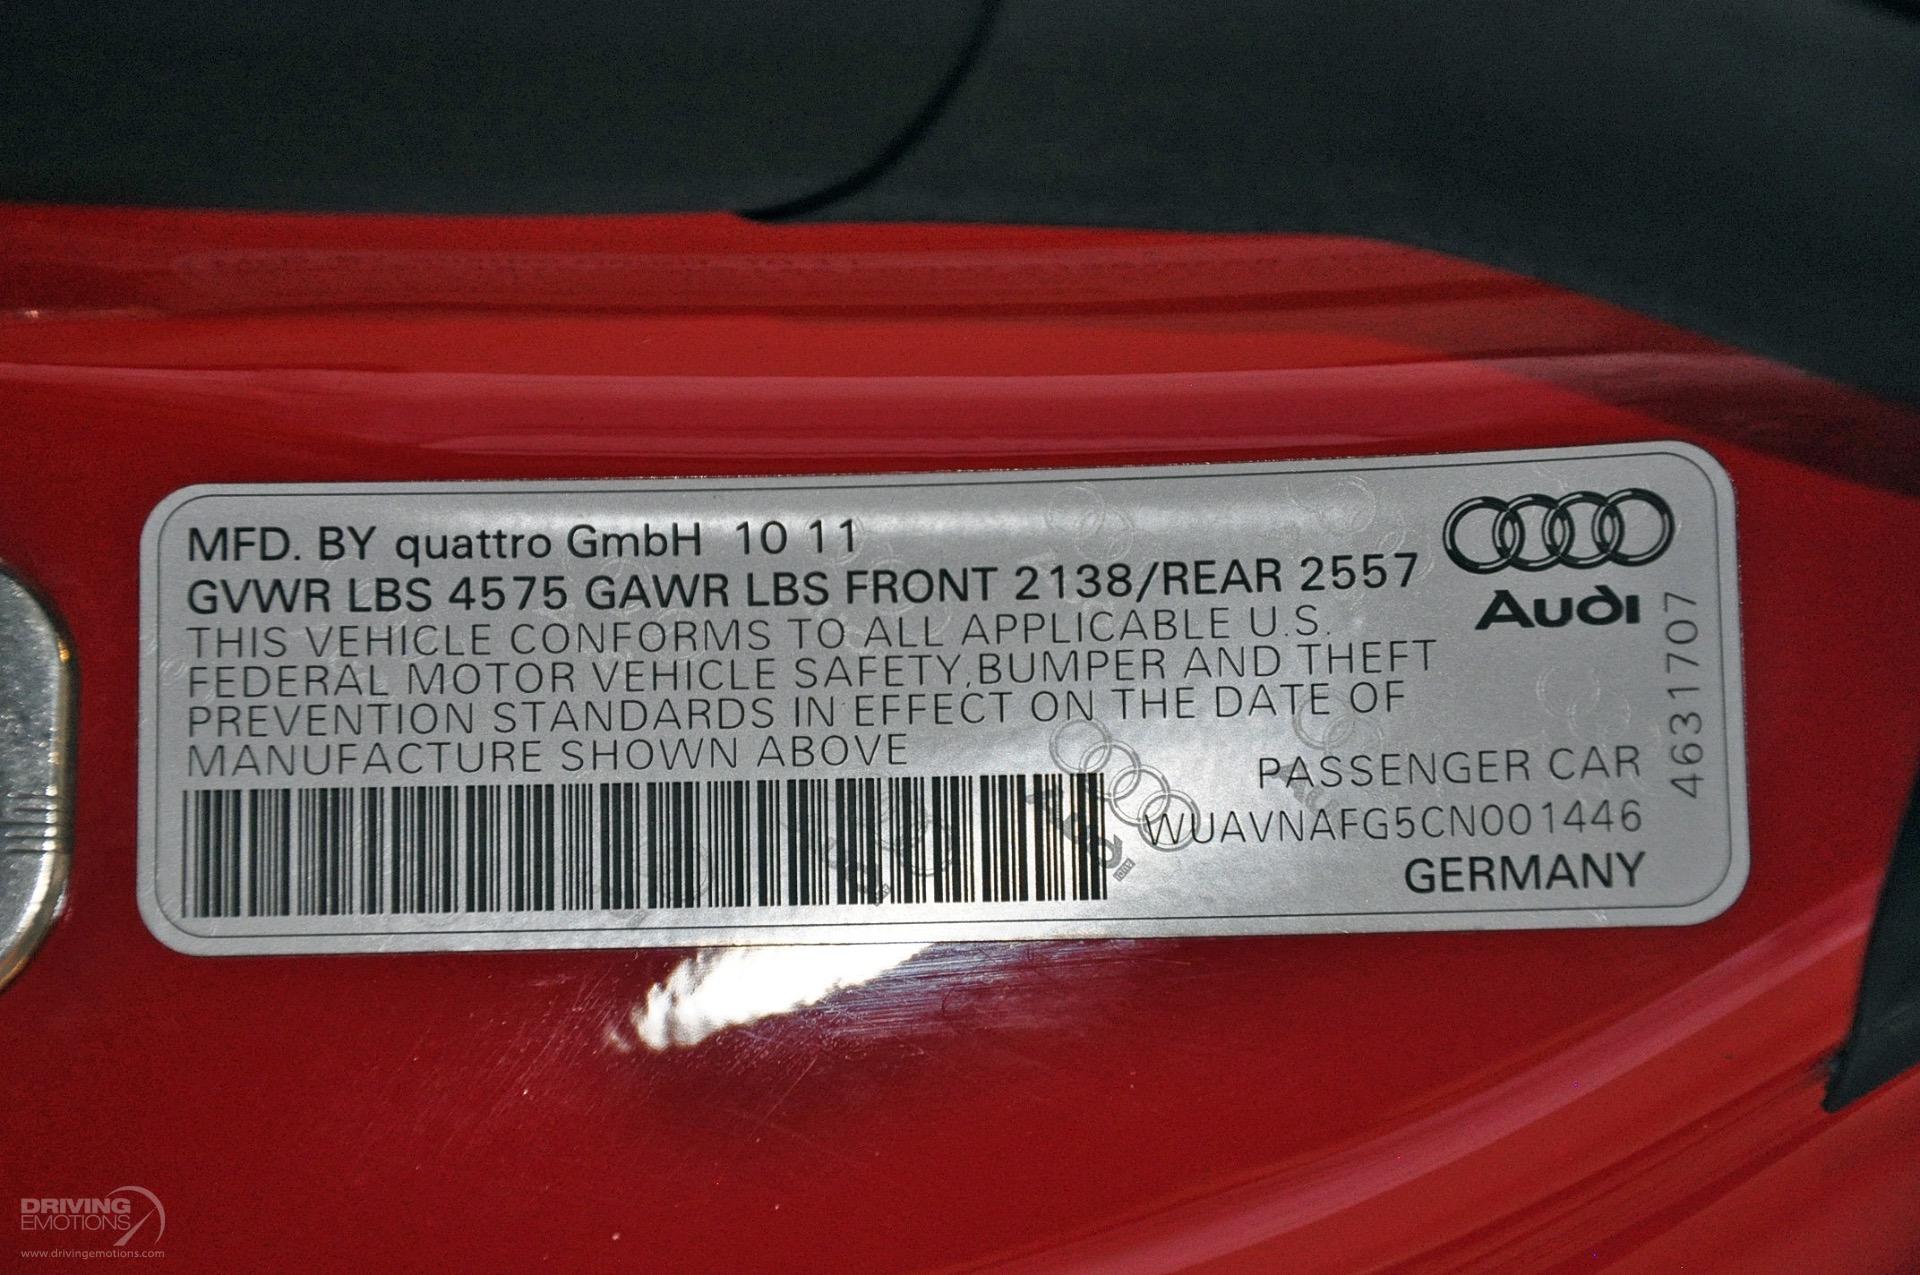 MFD. BY quattro GmbH 10 11
GVWR LBS 4575 GAWR LBS FRONT 2138/REAR 2557
THIS VEHICLE CONFORMS TO ALL APPLICABLE U.S.
FEDERAL MOTOR VEHICLE SAFETY,BUMPER AND THEFT
PREVENTION STANDARDS IN EFFECT ON THE DATE OF
MANUFACTURE SHOWN ABOVE
Audi
4631707
PASSENGER CAR
WUAVNAFG5CN001446
GERMANY
Audi
DRIVING
EMOTIONS
www.drivingemotions.com